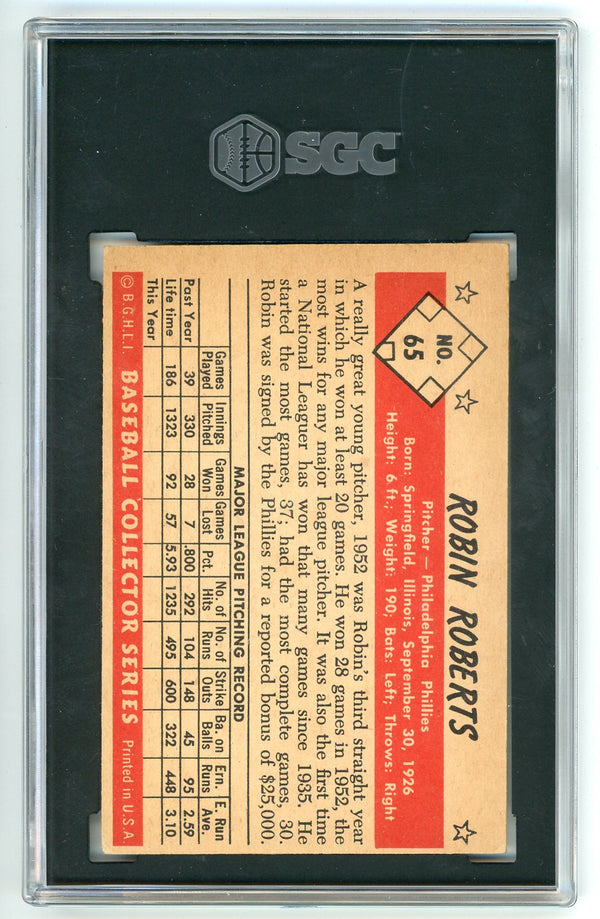 SGC
NO.
65
ROBIN ROBERTS
Pitcher — Philadelphia Phillies
Born: Springfield, Illinois, September 30, 1926
Height: 6 ft.; Weight: 190; Bats: Left; Throws: Right
A really great young pitcher, 1952 was Robin's third straight year
in which he won at least 20 games. He won 28 games in 1952, the
most wins for any major league pitcher. It was also the first time
a National Leaguer has won that many games since 1935. He
started the most games, 37; had the most complete games, 30.
Robin was signed by the Phillies for a reported bonus of $25,000.
MAJOR LEAGUE PITCHING RECORD
Games Innings Games Games No. of No. of Strike Ba. on Ern. E. Run
Played Pitched Won Lost Pct. Hits Runs Outs Balls Runs Ave.
Past Year 39 330 28 7 .800 292 104 148 45 95 2.59
Life time 186 1323 92 57 5.93 1235 495 600 322 448 3.10
This Year
© B.G.H.L.I. BASEBALL COLLECTOR SERIES Printed in U.S.A.